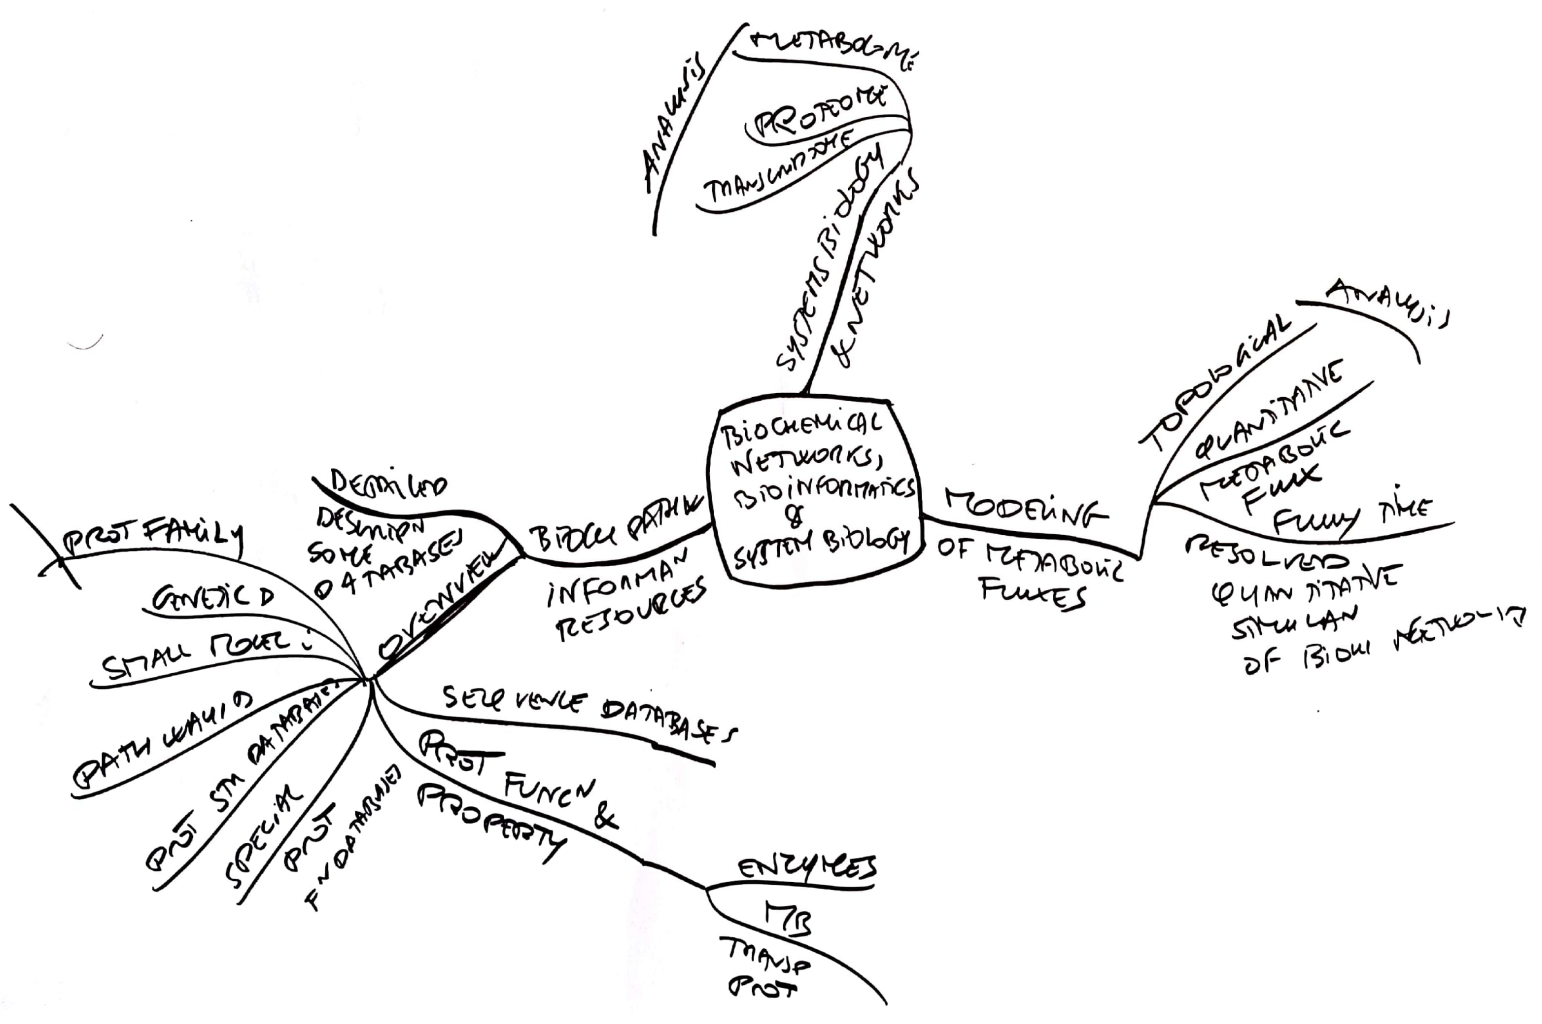 METABOLOME
ANALYSIS
PROTEOME
TRANSCRIPTOME
SYSTEMS BIOLOGY
& NETWORKS
ANALYSIS
TOPOLOGICAL
QUANTITATIVE
METABOLIC
FLUX
FULLY TIME
RESOLVED
QUANTITATIVE
OF BIOCH NETWORKS
BIOCHEMICAL
NETWORKS,
BIOINFORMATICS
&
SYSTEM BIOLOGY
MODELING
OF METABOLIC
FLUXES
BIOCH PATHW
INFORMAN
RESOURCES
DETAILED
SOME
DATABASES
OVERVIEW
PROT FAMILY
GENETIC D
SMALL MOLEC
PATHWAYS
PROT STR DATABASES
SPECIAL
PROT
FN DATABASES
SEQUENCE DATABASES
PROT FUNCN &
PROPERTY
ENZYMES
MB
TRANSP
PROT